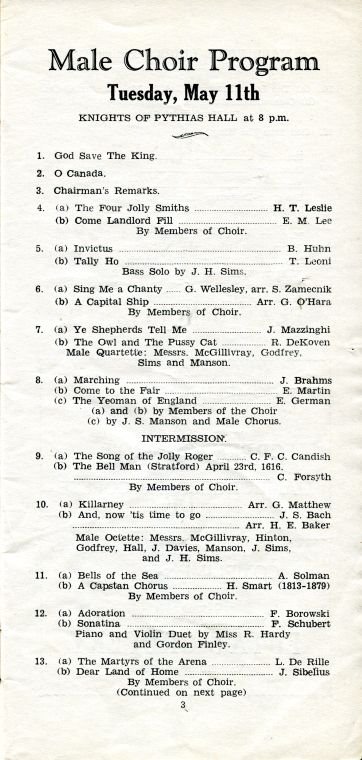 Male Choir Program
Tuesday, May 11th
KNIGHTS OF PYTHIAS HALL at 8 p.m.
1. God Save The King.
2. O Canada.
3. Chairman's Remarks.
4. (a) The Four Jolly Smiths ........................ H. T. Leslie
(b) Come Landlord Fill ........................ E. M. Lee
By Members of Choir.
5. (a) Invictus ........................ B. Huhn
(b) Tally Ho ........................ T. Leoni
Bass Solo by J. H. Sims.
6. (a) Sing Me a Chanty ...... G. Wellesley, arr. S. Zamecnik
(b) A Capital Ship ........................ Arr. G. O'Hara
By Members of Choir.
7. (a) Ye Shepherds Tell Me ........................ J. Mazzinghi
(b) The Owl and The Pussy Cat .................. R. DeKoven
Male Quartette: Messrs. McGillivray, Godfrey,
Sims and Manson.
8. (a) Marching ........................ J. Brahms
(b) Come to the Fair ........................ E. Martin
(c) The Yeoman of England ........................ E. German
(a) and (b) by Members of the Choir
(c) by J. S. Manson and Male Chorus.
INTERMISSION.
9. (a) The Song of the Jolly Roger ............ C. F. C. Candish
(b) The Bell Man (Stratford) April 23rd, 1616.
........................ C. Forsyth
By Members of Choir.
10. (a) Killarney ........................ Arr. G. Matthew
(b) And, now 'tis time to go .................. J. S. Bach
........................ Arr. H. E. Baker
Male Octette: Messrs. McGillivray, Hinton,
Godfrey, Hall, J. Davies, Manson, J. Sims,
and J. H. Sims.
11. (a) Bells of the Sea ........................ A. Solman
(b) A Capstan Chorus ............ H. Smart (1813-1879)
By Members of Choir.
12. (a) Adoration ........................ F. Borowski
(b) Sonatina ........................ F. Schubert
Piano and Violin Duet by Miss R. Hardy
and Gordon Finley.
13. (a) The Martyrs of the Arena .................. L. De Rille
(b) Dear Land of Home ........................ J. Sibelius
By Members of Choir.
(Continued on next page)
3